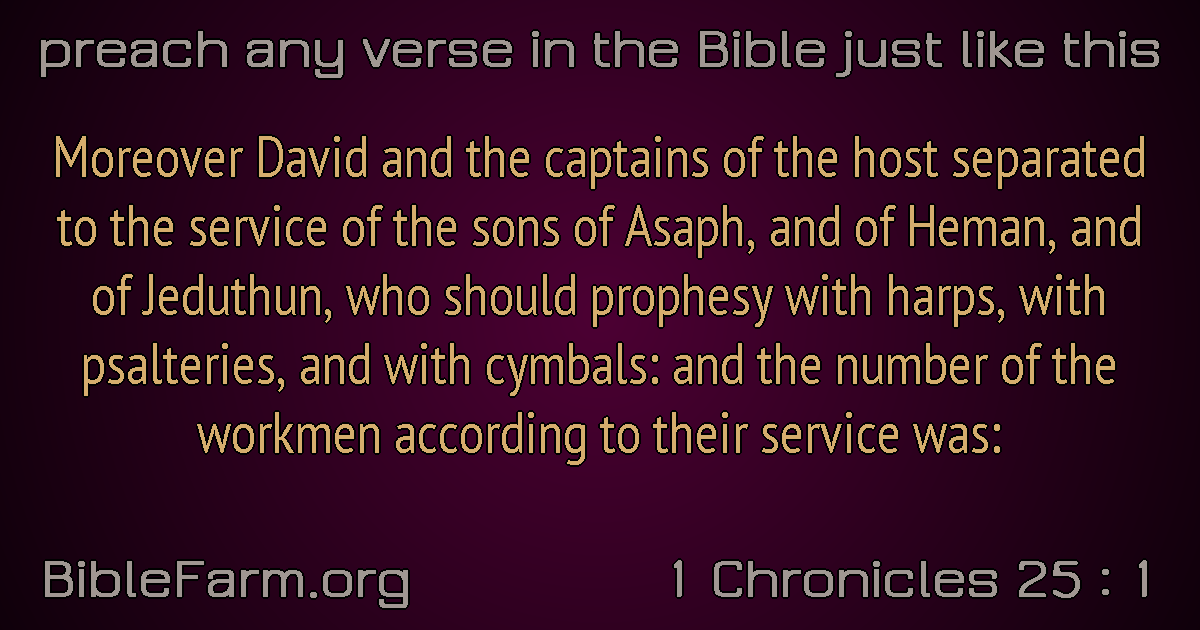 preach any verse in the Bible just like this
Moreover David and the captains of the host separated
to the service of the sons of Asaph, and of Heman, and
of Jeduthun, who should prophesy with harps, with
psalteries, and with cymbals: and the number of the
workmen according to their service was:
BibleFarm.org
1 Chronicles 25 : 1